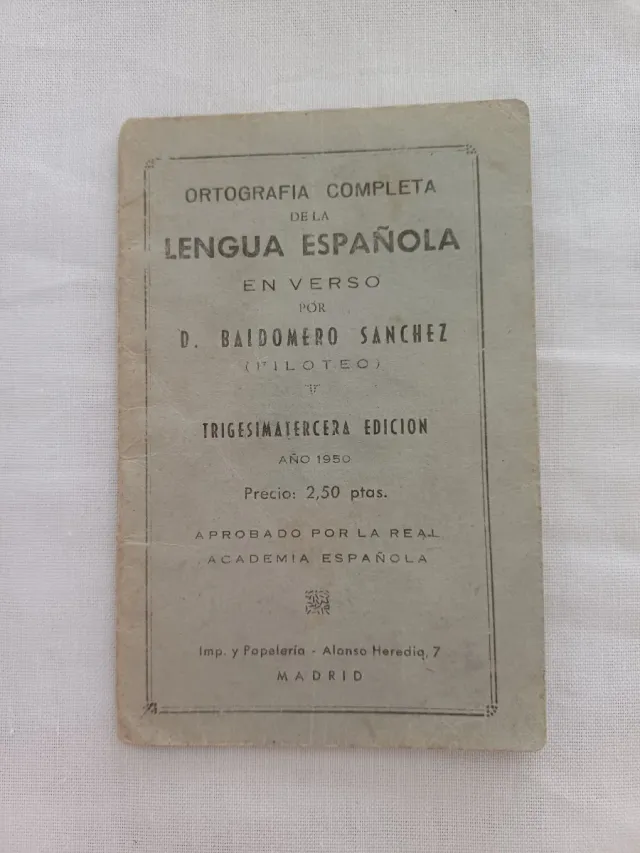 ORTOGRAFIA COMPLETA
DE LA
LENGUA ESPAÑOLA
EN VERSO
POR
D. BALDOMERO SANCHEZ
(FILOTEO)
TRIGESIMATERCERA EDICION
AÑO 1950
Precio: 2,50 ptas.
APROBADO POR LA REAL
ACADEMIA ESPAÑOLA
Imp. y Papelería - Alonso Heredia, 7
MADRID